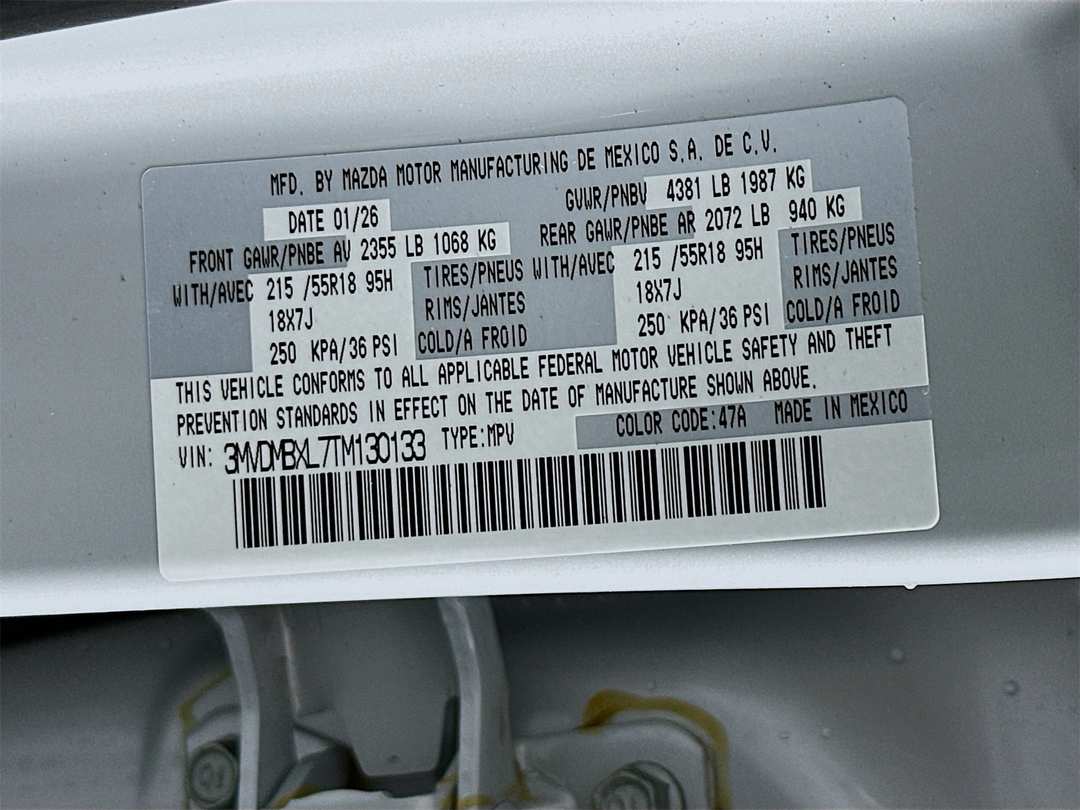 MFD. BY MAZDA MOTOR MANUFACTURING DE MEXICO S.A. DE C.V.
DATE 01/26 GVWR/PNBV 4381 LB 1987 KG
FRONT GAWR/PNBE AV 2355 LB 1068 KG REAR GAWR/PNBE AR 2072 LB 940 KG
WITH/AVEC 215 /55R18 95H TIRES/PNEUS WITH/AVEC 215 /55R18 95H TIRES/PNEUS
18X7J RIMS/JANTES 18X7J RIMS/JANTES
250 KPA/36 PSI COLD/A FROID 250 KPA/36 PSI COLD/A FROID
THIS VEHICLE CONFORMS TO ALL APPLICABLE FEDERAL MOTOR VEHICLE SAFETY AND THEFT
PREVENTION STANDARDS IN EFFECT ON THE DATE OF MANUFACTURE SHOWN ABOVE.
COLOR CODE:47A MADE IN MEXICO
VIN: 3MVDMBXL7TM130133 TYPE:MPV